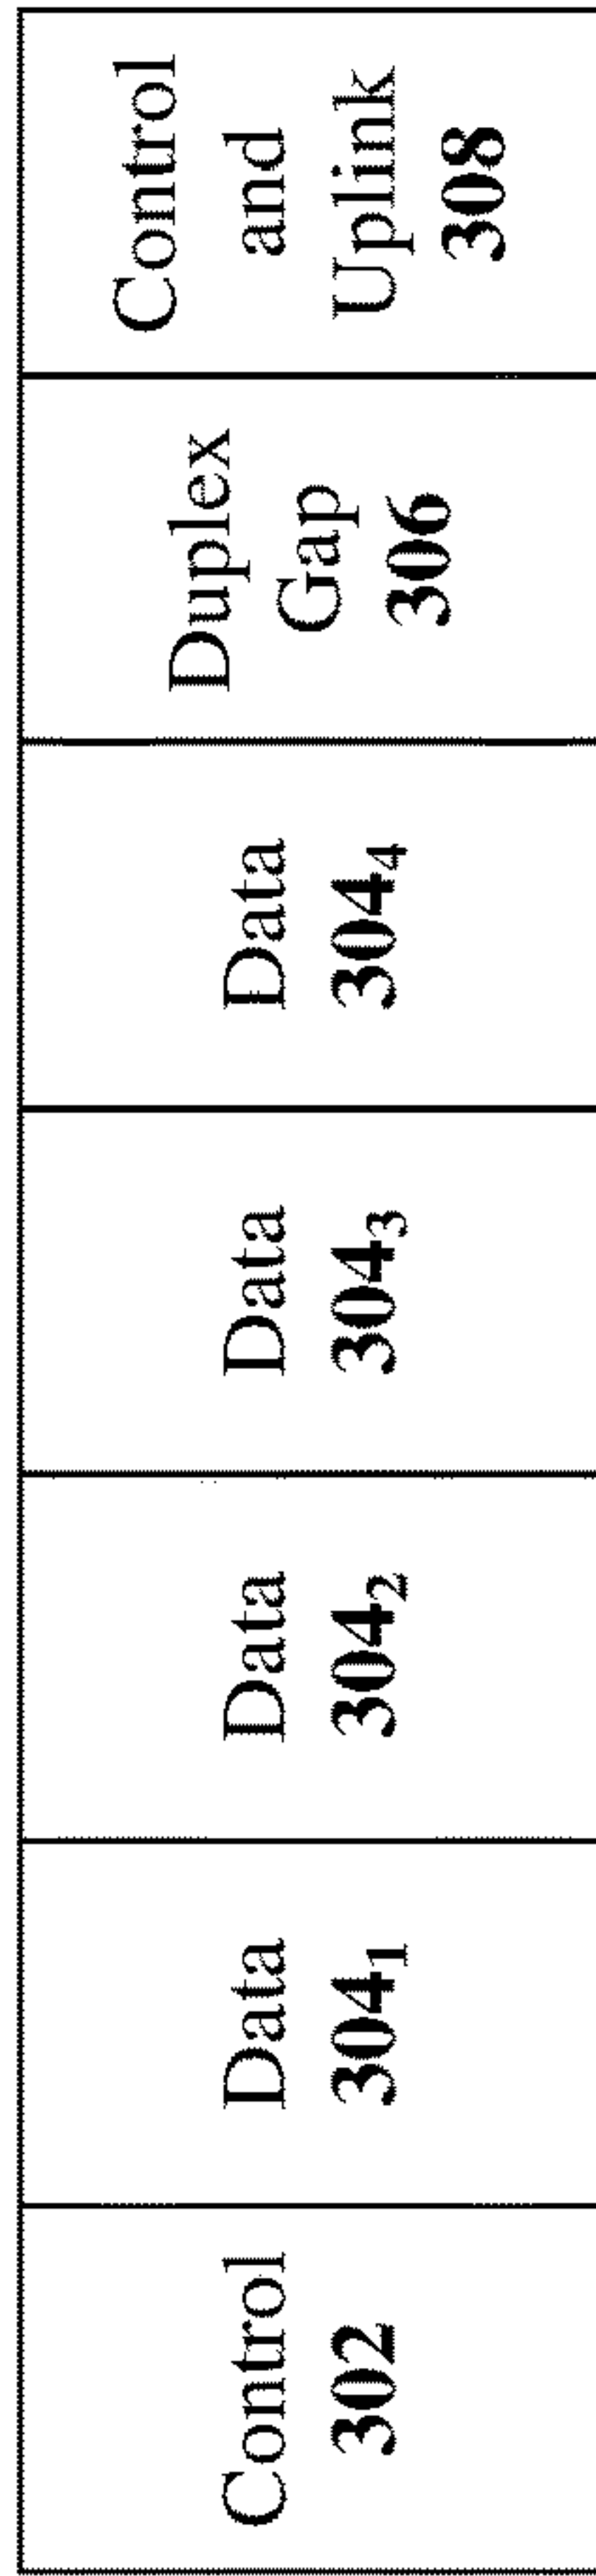 Control
302
Data
304₁
Data
304₂
Data
304₃
Data
304₄
Duplex
Gap
306
Control
and
Uplink
308